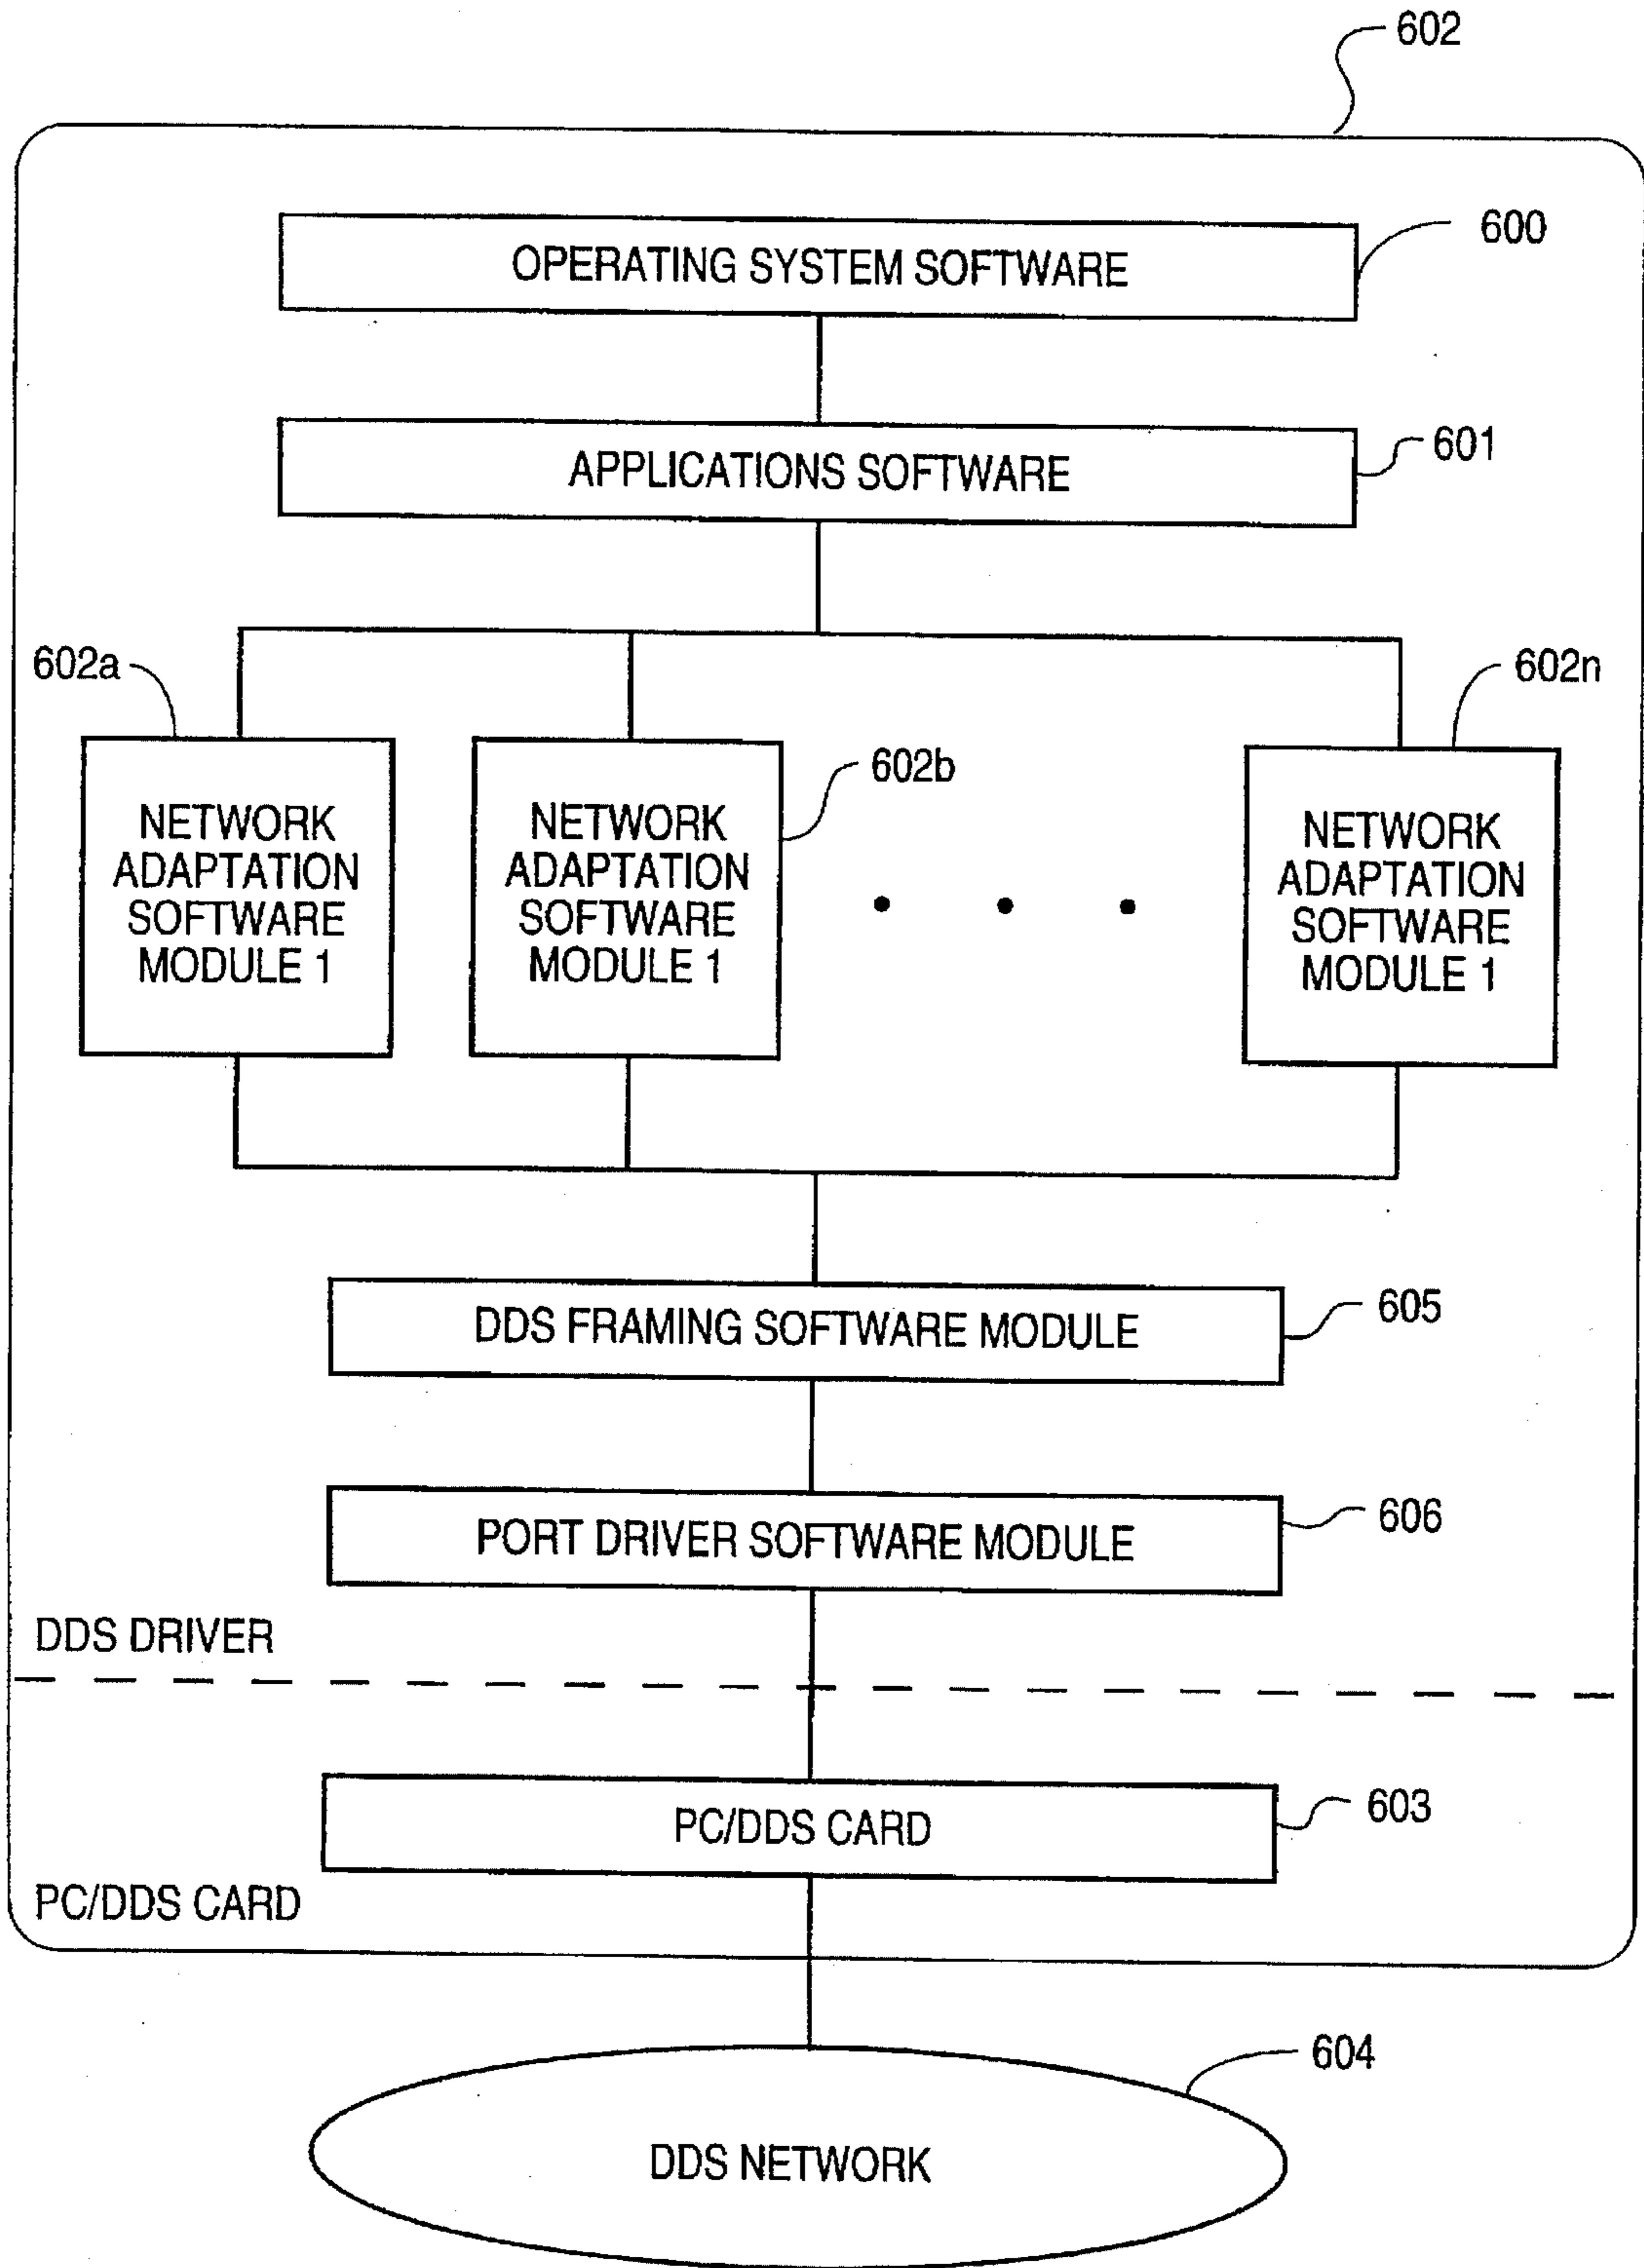 602
OPERATING SYSTEM SOFTWARE
600
APPLICATIONS SOFTWARE
601
602a
602n
NETWORK
ADAPTATION
SOFTWARE
MODULE 1
NETWORK
ADAPTATION
SOFTWARE
MODULE 1
602b
NETWORK
ADAPTATION
SOFTWARE
MODULE 1
DDS FRAMING SOFTWARE MODULE
605
PORT DRIVER SOFTWARE MODULE
606
DDS DRIVER
PC/DDS CARD
603
PC/DDS CARD
604
DDS NETWORK